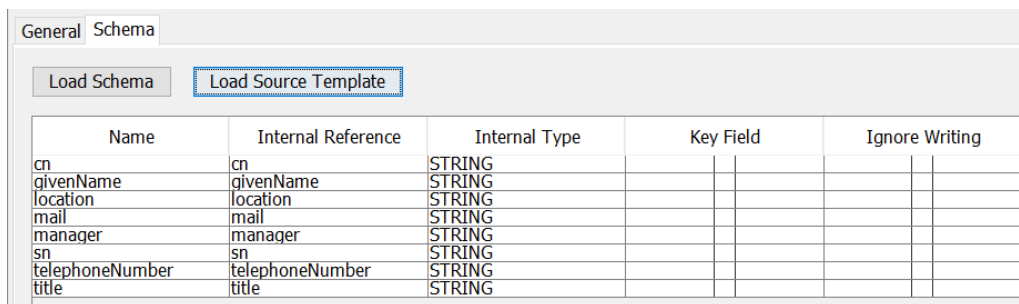 General Schema
Load Schema Load Source Template
Name Internal Reference Internal Type Key Field Ignore Writing
cn cn STRING
givenName givenName STRING
location location STRING
mail mail STRING
manager manager STRING
sn sn STRING
telephoneNumber telephoneNumber STRING
title title STRING